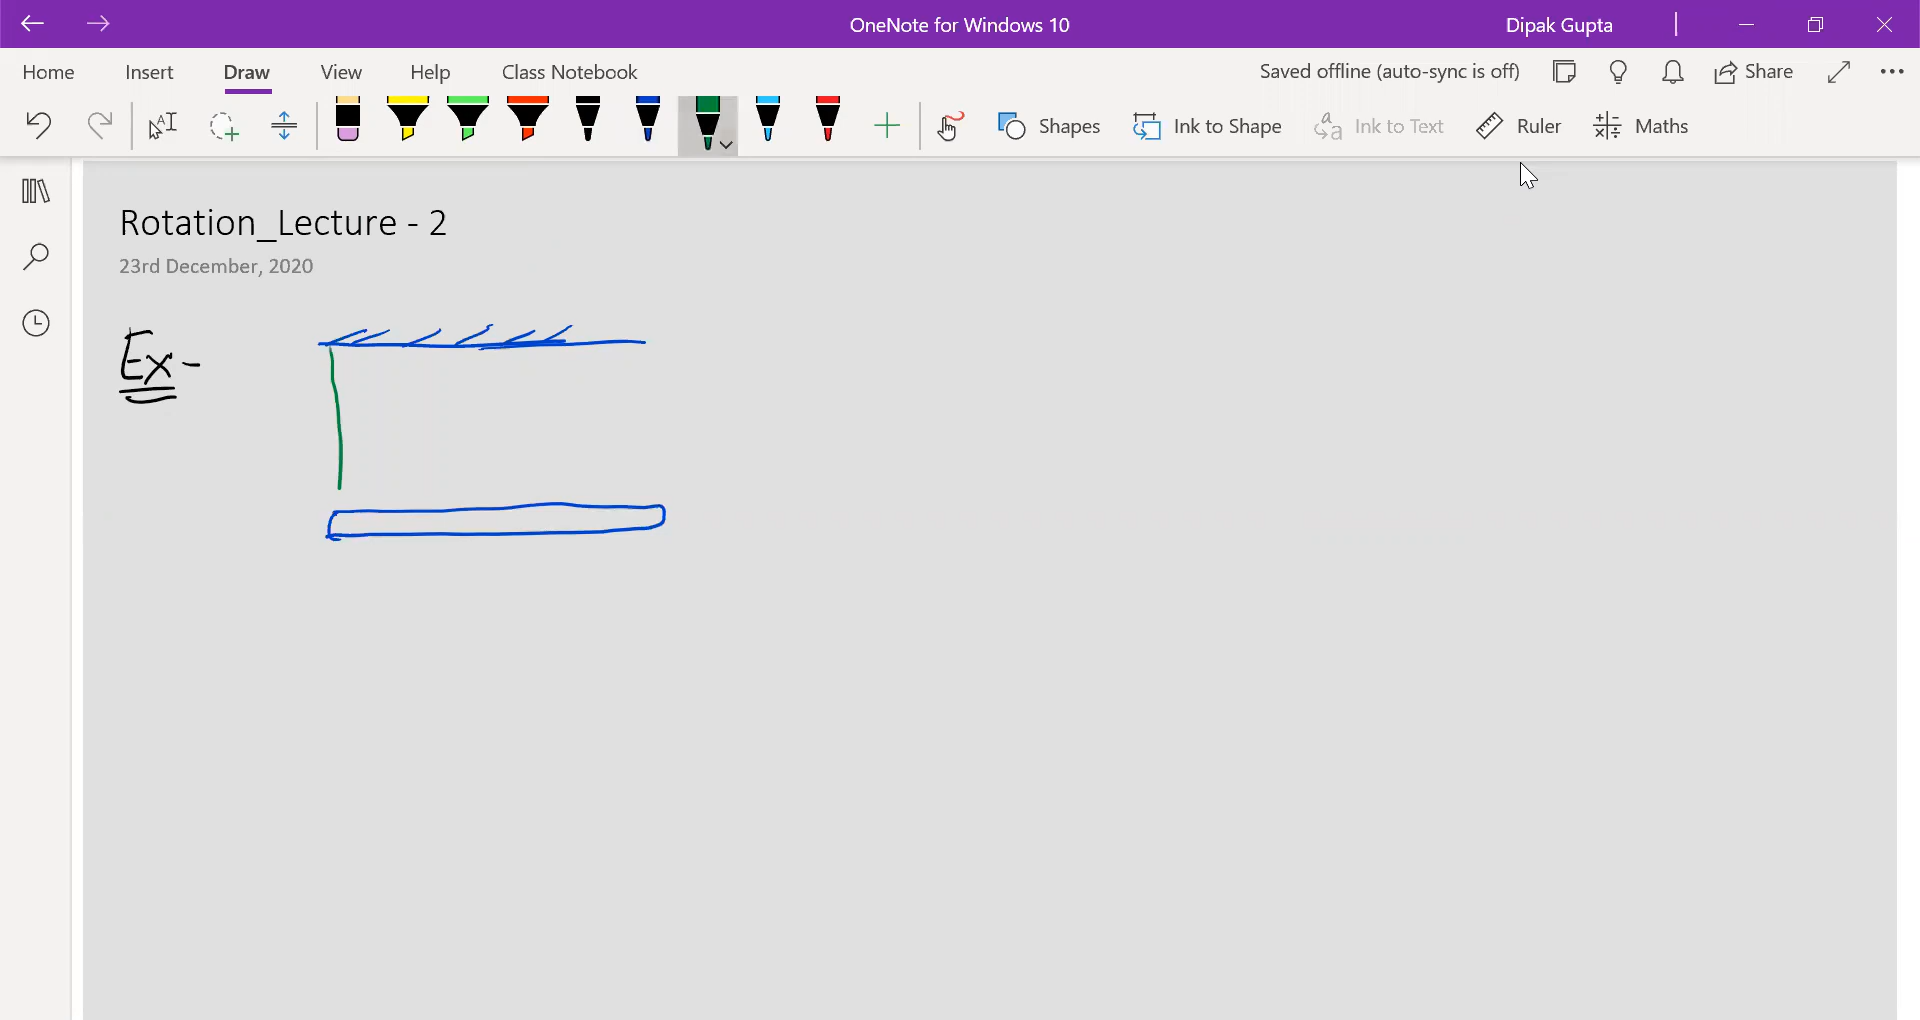 OneNote for Windows 10
Dipak Gupta
Home Insert Draw View Help Class Notebook
Saved offline (auto-sync is off) Share
Shapes Ink to Shape Ink to Text Ruler Maths
Rotation_Lecture - 2
23rd December, 2020
Ex -